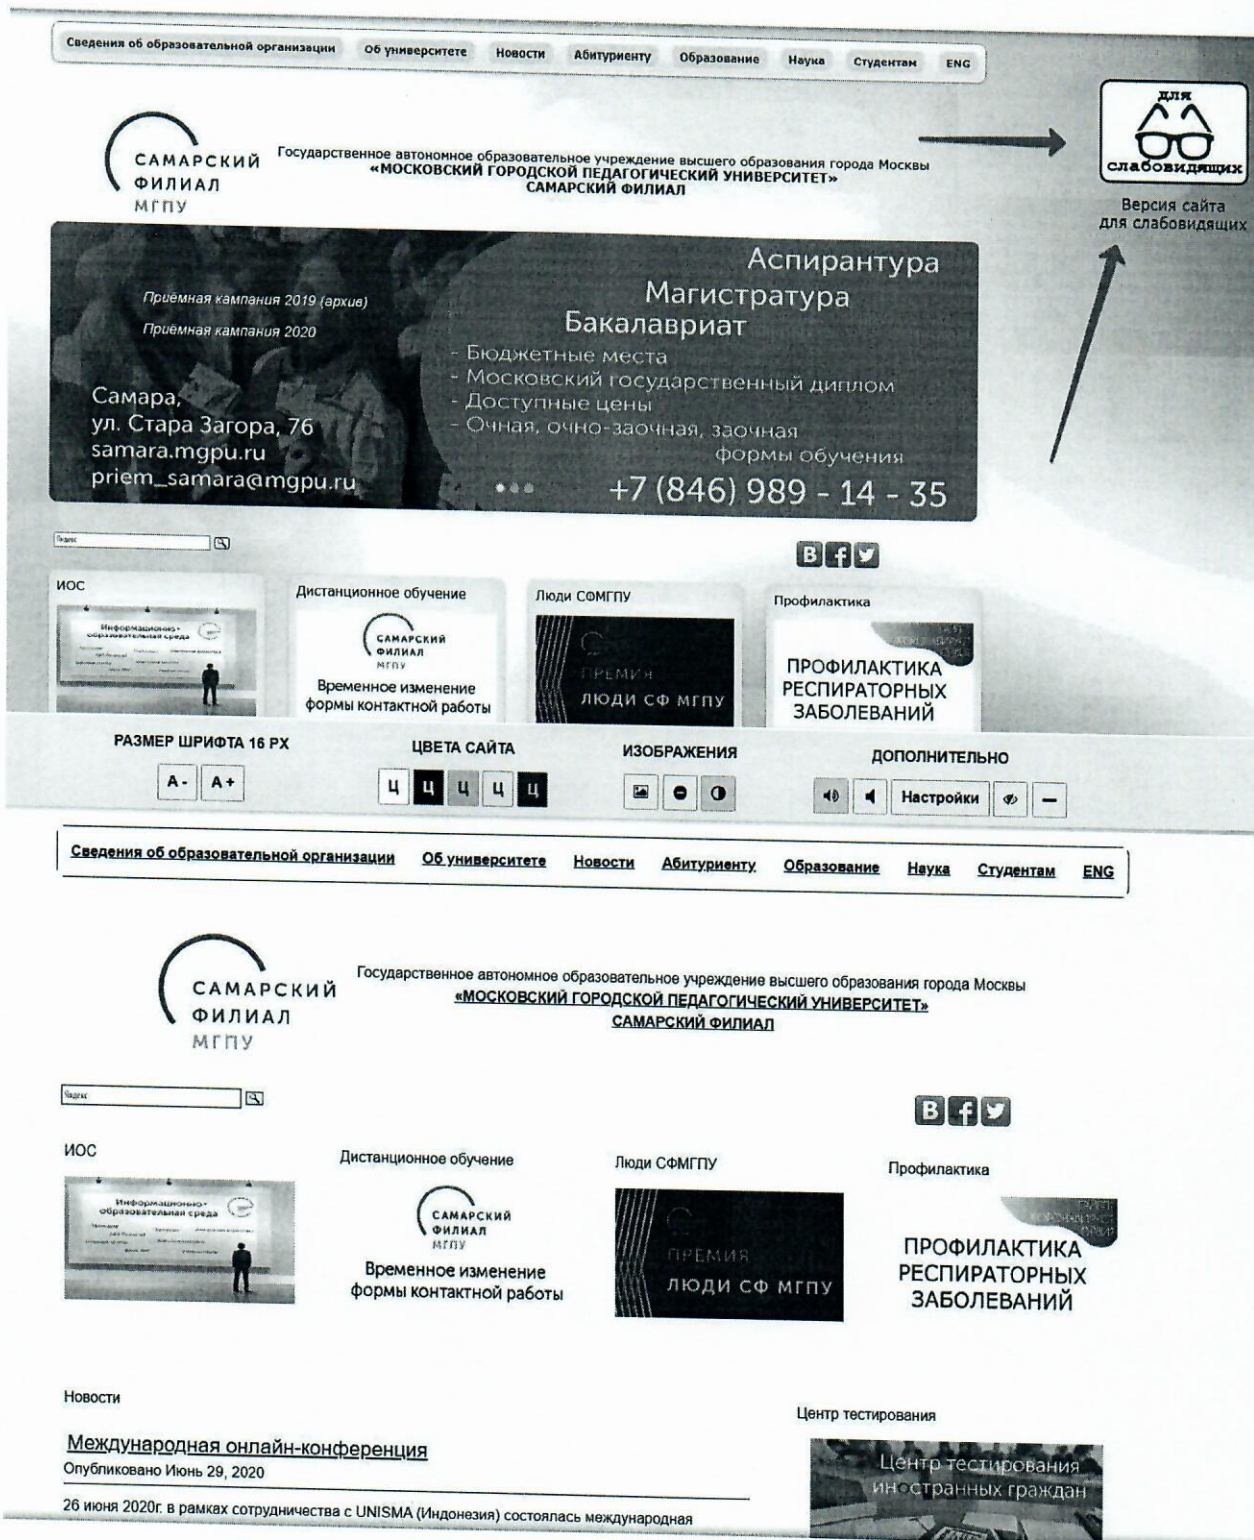 Сведения об образовательной организации Об университете Новости Абитуриенту Образование Наука Студентам ENG
для
слабовидящих
Версия сайта
для слабовидящих
САМАРСКИЙ
ФИЛИАЛ
МГПУ
Государственное автономное образовательное учреждение высшего образования города Москвы
«МОСКОВСКИЙ ГОРОДСКОЙ ПЕДАГОГИЧЕСКИЙ УНИВЕРСИТЕТ»
САМАРСКИЙ ФИЛИАЛ
Приёмная кампания 2019 (архив)
Приёмная кампания 2020
Самара,
ул. Стара Загора, 76
samara.mgpu.ru
priem_samara@mgpu.ru
Аспирантура
Магистратура
Бакалавриат
- Бюджетные места
- Московский государственный диплом
- Доступные цены
- Очная, очно-заочная, заочная
формы обучения
+7 (846) 989 - 14 - 35
Яндекс
ИОС
Информационно-
образовательная среда
Дистанционное обучение
САМАРСКИЙ
ФИЛИАЛ
МГПУ
Временное изменение
формы контактной работы
Люди СФМГПУ
ПРЕМИЯ
ЛЮДИ СФ МГПУ
Профилактика
ПРОФИЛАКТИКА
РЕСПИРАТОРНЫХ
ЗАБОЛЕВАНИЙ
РАЗМЕР ШРИФТА 16 PX ЦВЕТА САЙТА ИЗОБРАЖЕНИЯ ДОПОЛНИТЕЛЬНО
А - А + Ц Ц Ц Ц Ц Настройки
Сведения об образовательной организации Об университете Новости Абитуриенту Образование Наука Студентам ENG
САМАРСКИЙ
ФИЛИАЛ
МГПУ
Государственное автономное образовательное учреждение высшего образования города Москвы
«МОСКОВСКИЙ ГОРОДСКОЙ ПЕДАГОГИЧЕСКИЙ УНИВЕРСИТЕТ»
САМАРСКИЙ ФИЛИАЛ
Яндекс
ИОС
Информационно-
образовательная среда
Дистанционное обучение
САМАРСКИЙ
ФИЛИАЛ
МГПУ
Временное изменение
формы контактной работы
Люди СФМГПУ
ПРЕМИЯ
ЛЮДИ СФ МГПУ
Профилактика
ПРОФИЛАКТИКА
РЕСПИРАТОРНЫХ
ЗАБОЛЕВАНИЙ
Новости
Международная онлайн-конференция
Опубликовано Июнь 29, 2020
26 июня 2020г. в рамках сотрудничества с UNISMA (Индонезия) состоялась международная
Центр тестирования
Центр тестирования
иностранных граждан